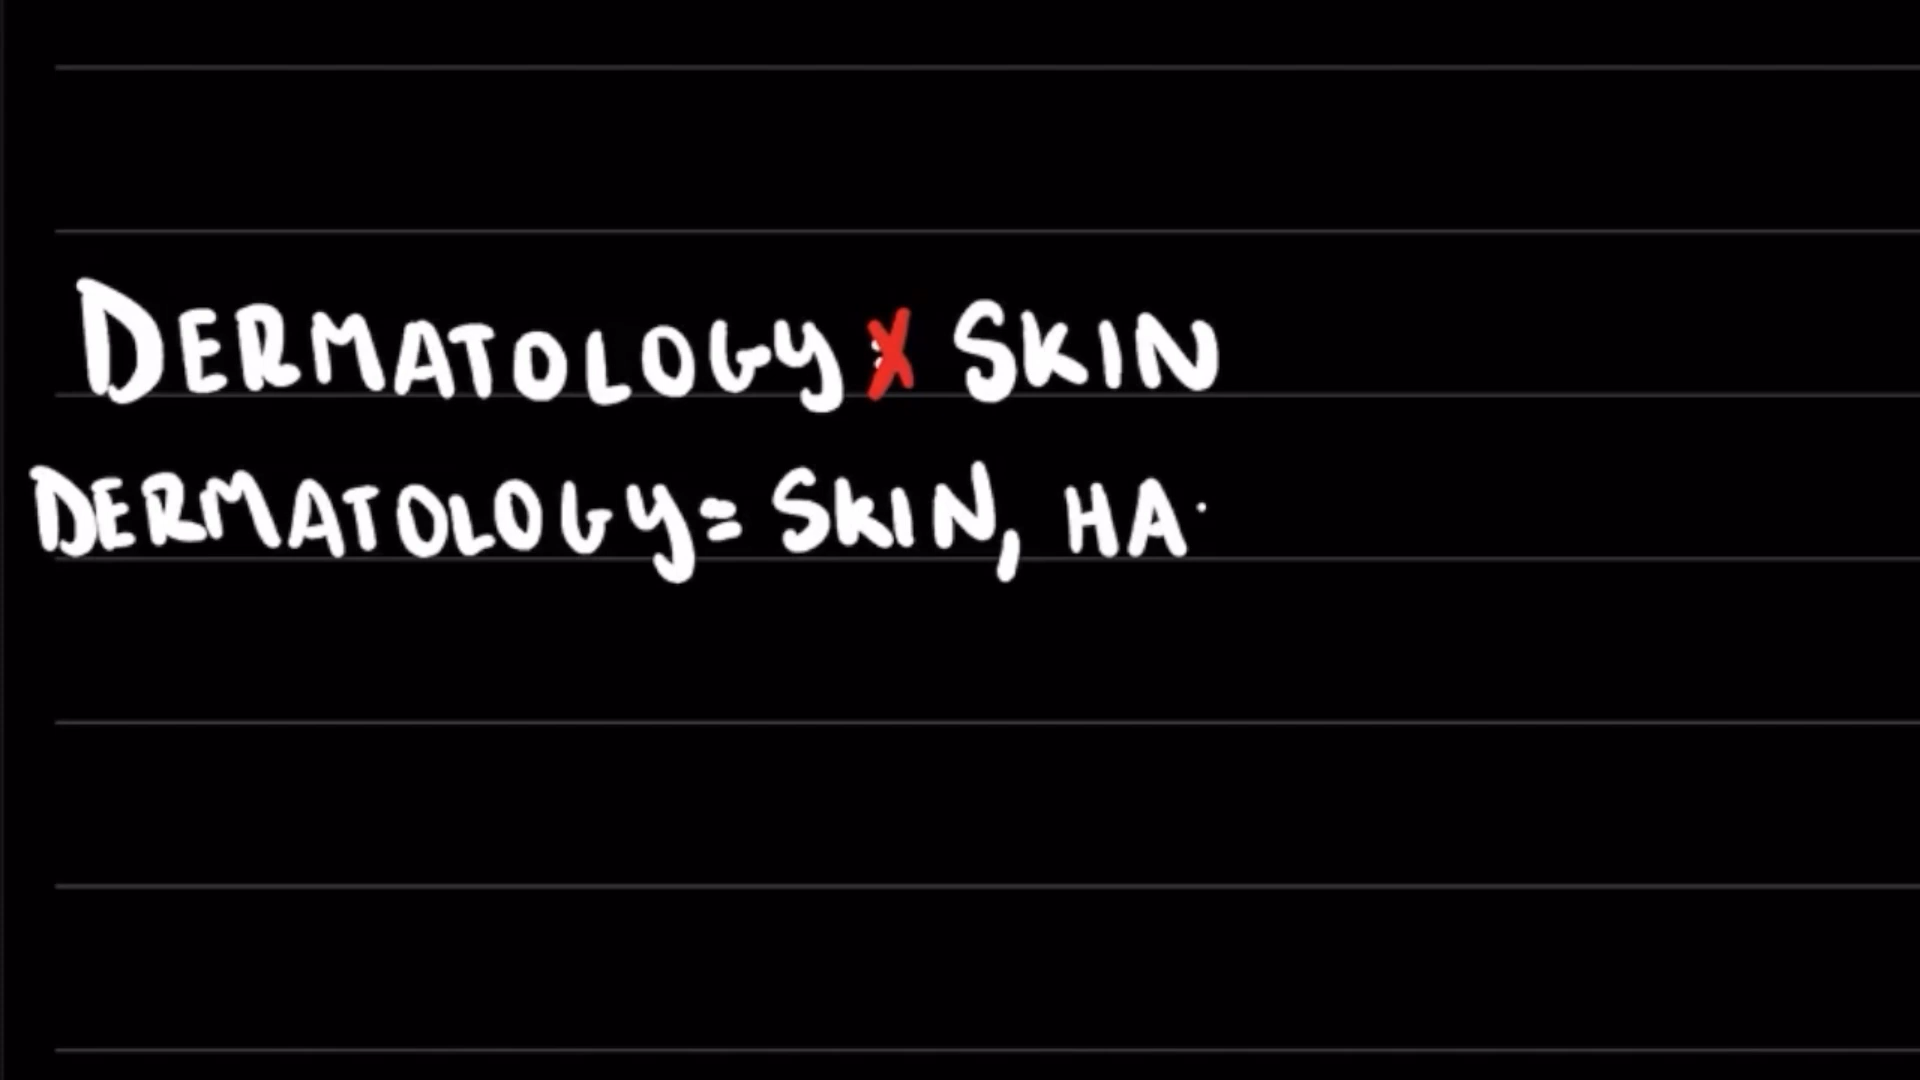 DERMATOLOGY = SKIN
DERMATOLOGY = SKIN, HA